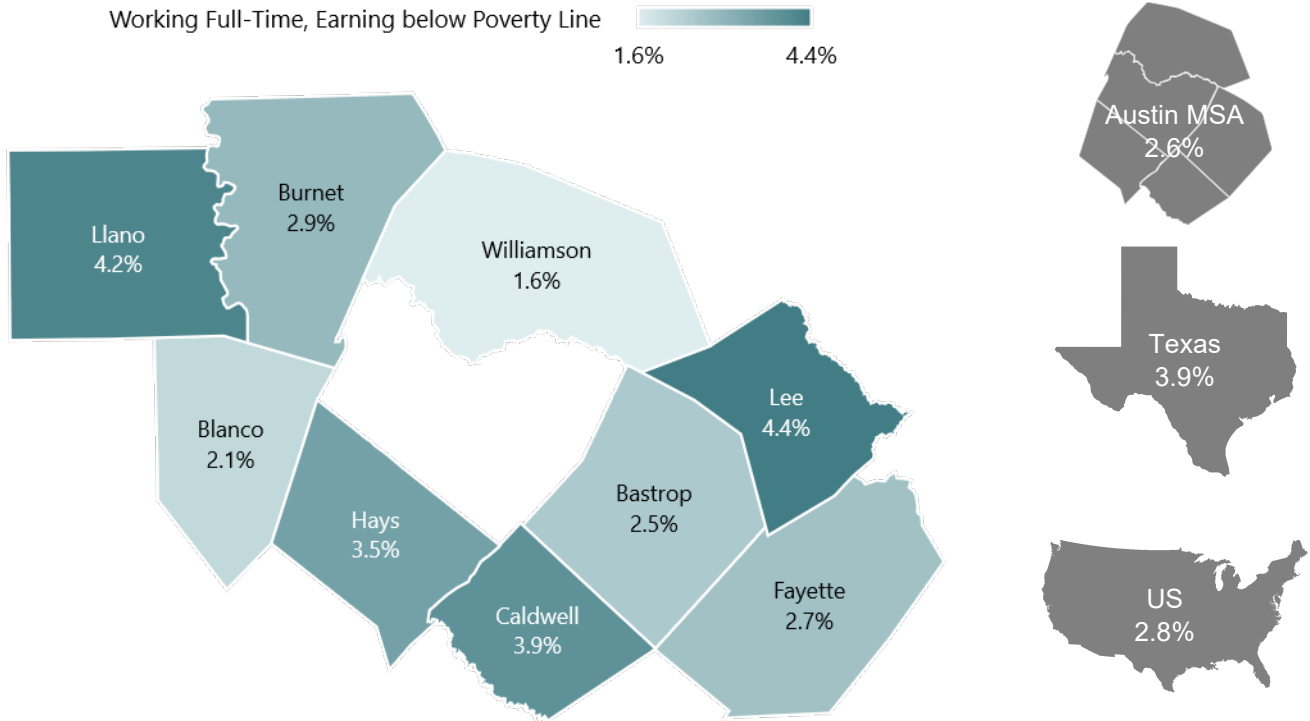 Working Full-Time, Earning below Poverty Line
1.6%
4.4%
Burnet
2.9%
Llano
4.2%
Williamson
1.6%
Lee
4.4%
Blanco
2.1%
Bastrop
2.5%
Hays
3.5%
Fayette
2.7%
Caldwell
3.9%
Austin MSA
2.6%
Texas
3.9%
US
2.8%